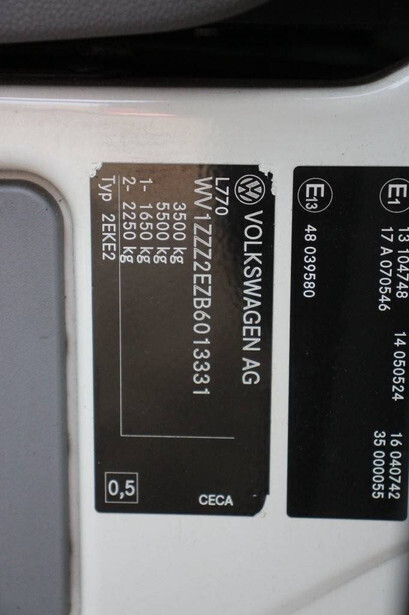 VOLKSWAGEN AG
WV1ZZZ2EZB6013331
L770
3500 kg
5500 kg
1- 1650 kg
2- 2250 kg
Typ 2EKE2
0,5
CECA
E1
13 104748
17 A 070546
14 050524
16 040742
35 000055
E13
48 039580